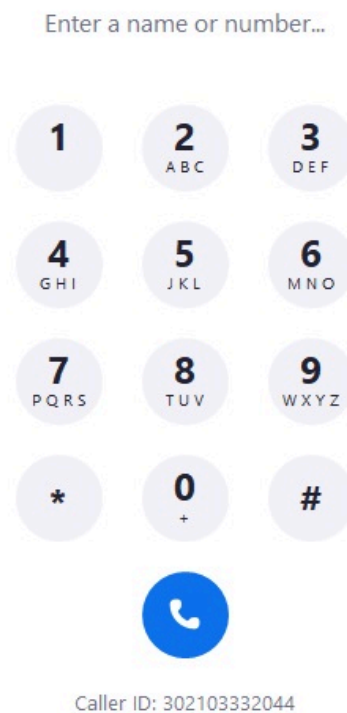 Enter a name or number...
1 2 3
ABC DEF
4 5 6
GHI JKL MNO
7 8 9
PQRS TUV WXYZ
* 0 #
+
Caller ID: 302103332044